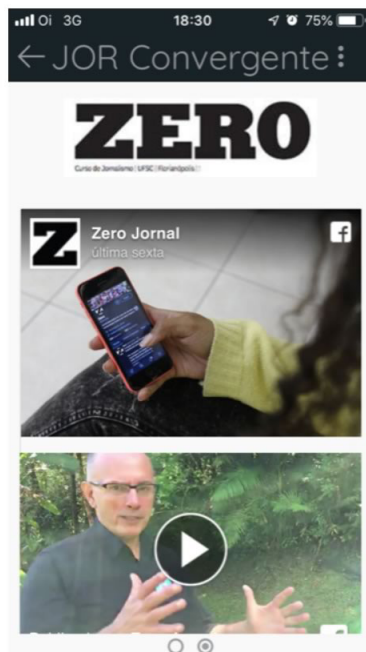 Oi 3G 18:30 75%
JOR Convergente
ZERO
Curso de Jornalismo | UFSC | Florianópolis
Z Zero Jornal
última sexta